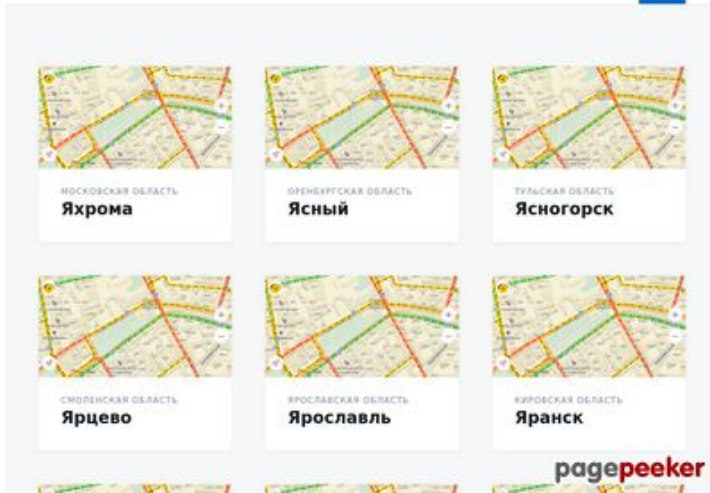 МОСКОВСКАЯ ОБЛАСТЬ
Яхрома
ОРЕНБУРГСКАЯ ОБЛАСТЬ
Ясный
ТУЛЬСКАЯ ОБЛАСТЬ
Ясногорск
СМОЛЕНСКАЯ ОБЛАСТЬ
Ярцево
ЯРОСЛАВСКАЯ ОБЛАСТЬ
Ярославль
КИРОВСКАЯ ОБЛАСТЬ
Яранск
pagepeeker